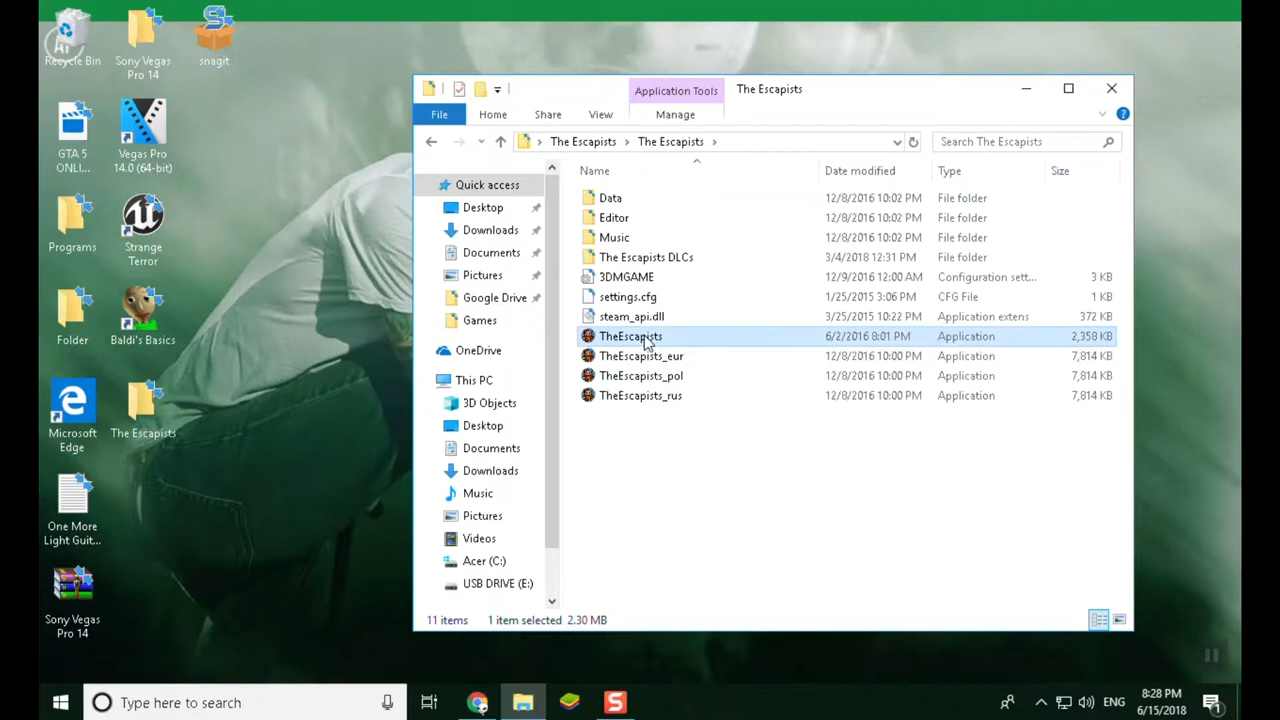 Recycle Bin
Sony Vegas
Pro 14
snagit
GTA 5
ONLI...
Vegas Pro
14.0 (64-bit)
Programs
Strange
Terror
Folder
Baldi's Basics
Microsoft
Edge
The Escapists
One More
Light Guit...
Sony Vegas
Pro 14
Application Tools
The Escapists
File
Home
Share
View
Manage
The Escapists
The Escapists
Search The Escapists
Name
Date modified
Type
Size
Quick access
Desktop
Downloads
Documents
Pictures
Google Drive
Games
OneDrive
This PC
3D Objects
Desktop
Documents
Downloads
Music
Pictures
Videos
Acer (C:)
USB DRIVE (E:)
Data 12/8/2016 10:02 PM File folder
Editor 12/8/2016 10:02 PM File folder
Music 12/8/2016 10:02 PM File folder
The Escapists DLCs 3/4/2018 12:31 PM File folder
3DMGAME 12/9/2016 12:00 AM Configuration sett... 3 KB
settings.cfg 1/25/2015 3:06 PM CFG File 1 KB
steam_api.dll 3/25/2015 10:22 PM Application extens 372 KB
TheEscapists 6/2/2016 8:01 PM Application 2,358 KB
TheEscapists_eur 12/8/2016 10:00 PM Application 7,814 KB
TheEscapists_pol 12/8/2016 10:00 PM Application 7,814 KB
TheEscapists_rus 12/8/2016 10:00 PM Application 7,814 KB
11 items
1 item selected 2.30 MB
Type here to search
ENG
8:28 PM
6/15/2018
1